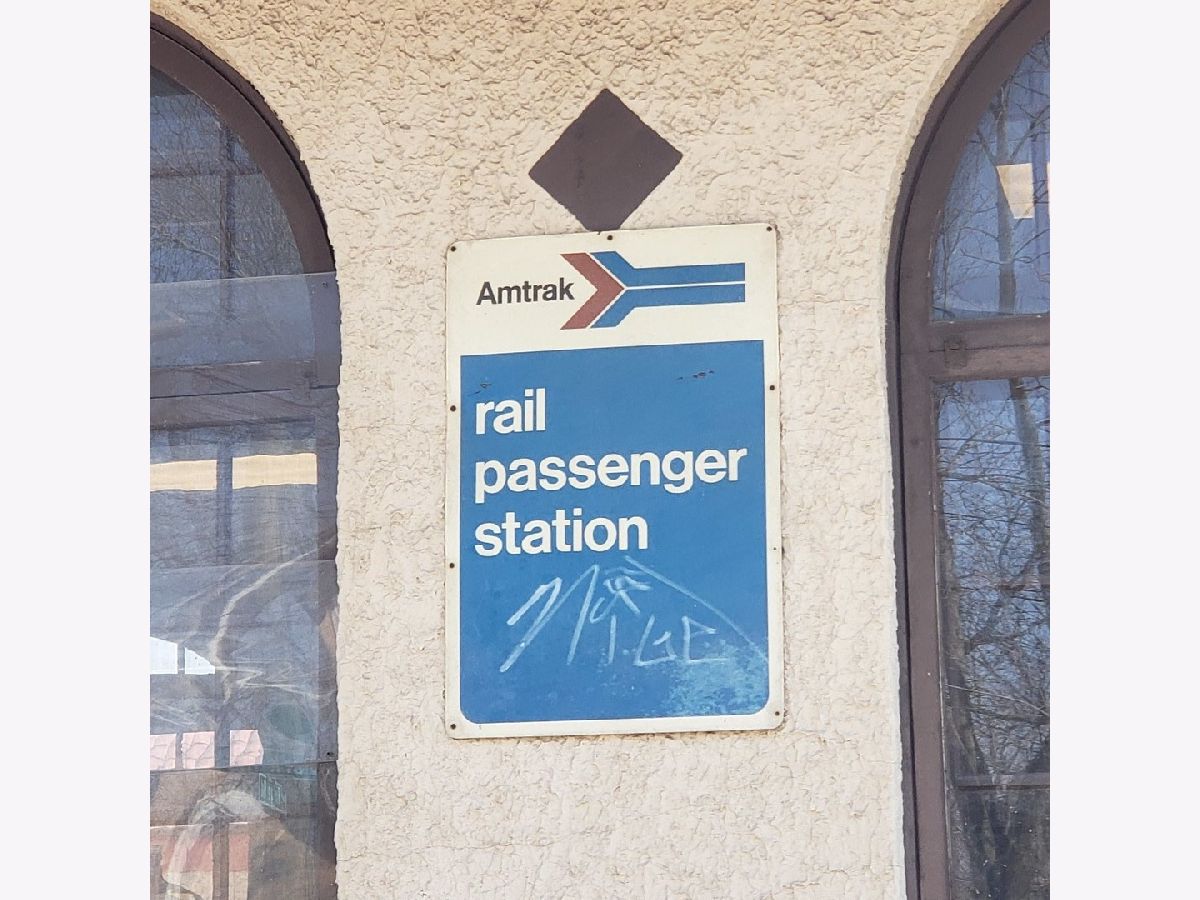 Amtrak
rail
passenger
station